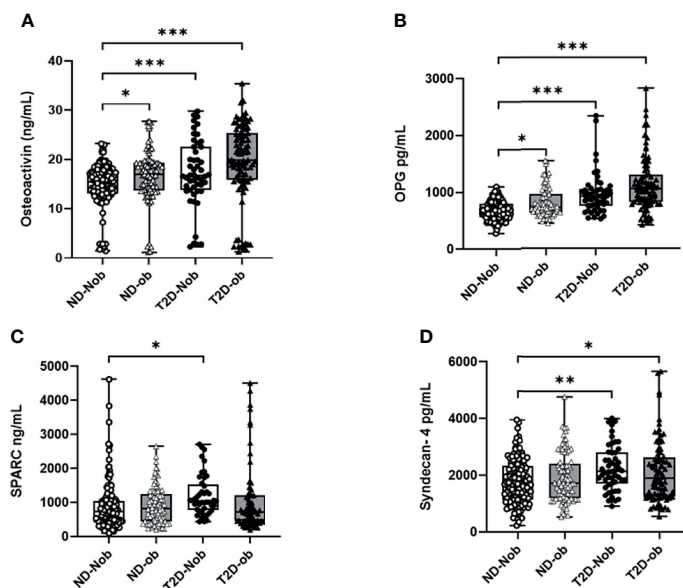 A
***
***
*
Osteoactivin (ng/mL)
40
30
20
10
0
ND-Nob
ND-ob
T2D-Nob
T2D-ob
B
***
***
*
OPG pg/mL
3000
2000
1000
0
ND-Nob
ND-ob
T2D-Nob
T2D-ob
C
*
SPARC ng/mL
5000
4000
3000
2000
1000
0
ND-Nob
ND-ob
T2D-Nob
T2D-ob
D
*
**
Syndecan- 4 pg/mL
6000
4000
2000
0
ND-Nob
ND-ob
T2D-Nob
T2D-ob